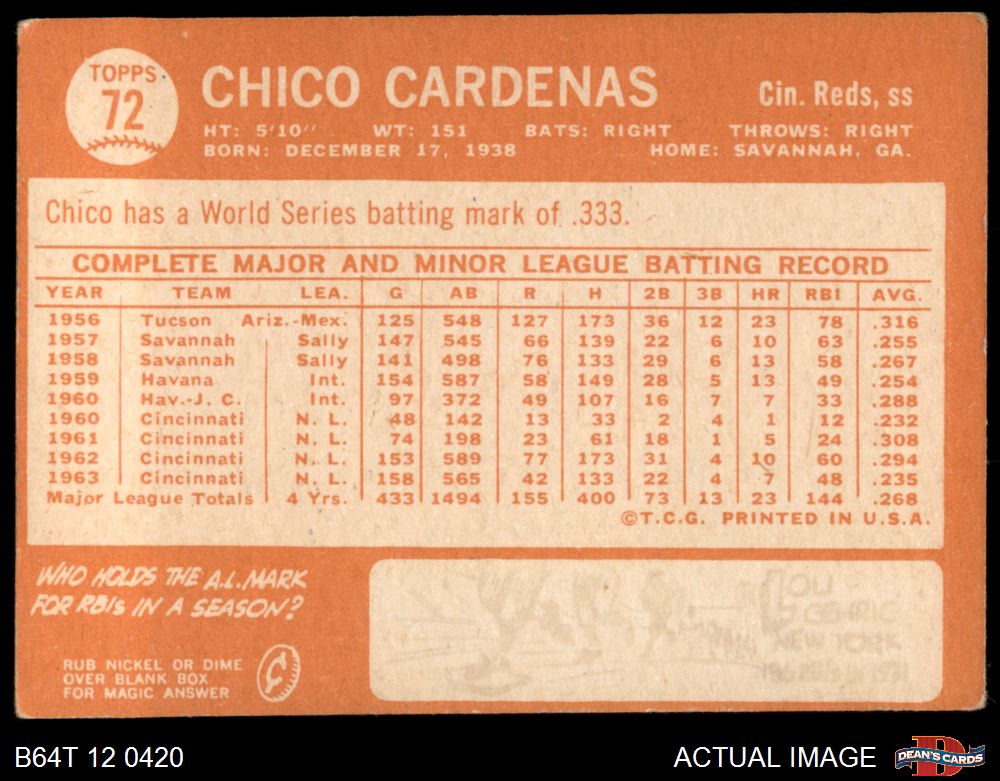 TOPPS
72
CHICO CARDENAS
Cin. Reds, ss
HT: 5'10" WT: 151 BATS: RIGHT THROWS: RIGHT
BORN: DECEMBER 17, 1938 HOME: SAVANNAH, GA.
Chico has a World Series batting mark of .333.
COMPLETE MAJOR AND MINOR LEAGUE BATTING RECORD
YEAR TEAM LEA. G AB R H 2B 3B HR RBI AVG.
1956 Tucson Ariz.-Mex. 125 548 127 173 36 12 23 78 .316
1957 Savannah Sally 147 545 66 139 22 6 10 63 .255
1958 Savannah Sally 141 498 76 133 29 6 13 58 .267
1959 Havana Int. 154 587 58 149 28 5 13 49 .254
1960 Hav.-J. C. Int. 97 372 49 107 16 7 7 33 .288
1960 Cincinnati N. L. 48 142 13 33 2 4 1 12 .232
1961 Cincinnati N. L. 74 198 23 61 18 1 5 24 .308
1962 Cincinnati N. L. 153 589 77 173 31 4 10 60 .294
1963 Cincinnati N. L. 158 565 42 133 22 4 7 48 .235
Major League Totals 4 Yrs. 433 1494 155 400 73 13 23 144 .268
©T.C.G. PRINTED IN U.S.A.
WHO HOLDS THE A.L. MARK
FOR RBIs IN A SEASON?
RUB NICKEL OR DIME
OVER BLANK BOX
FOR MAGIC ANSWER
LOU
GEHRIG
NEW YORK
B64T 12 0420
ACTUAL IMAGE
DEAN'S CARDS